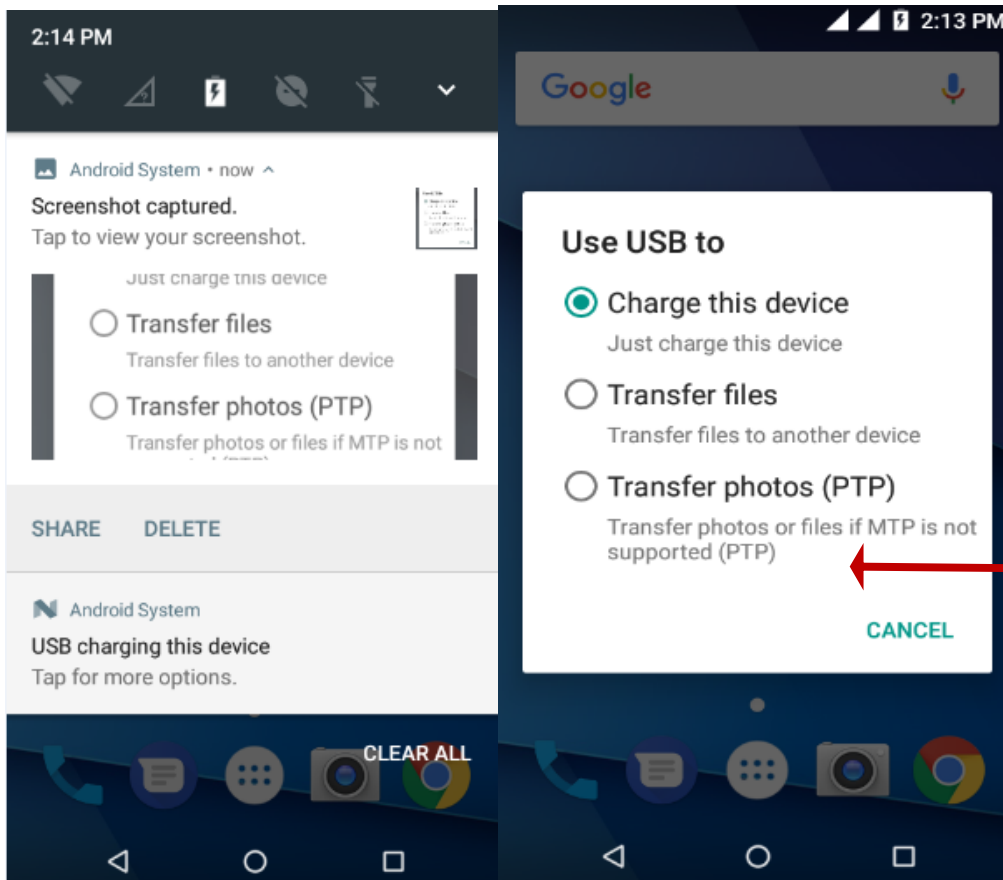 2:14 PM
Android System • now
Screenshot captured.
Tap to view your screenshot.
Just charge this device
Transfer files
Transfer files to another device
Transfer photos (PTP)
Transfer photos or files if MTP is not
SHARE DELETE
Android System
USB charging this device
Tap for more options.
CLEAR ALL
2:13 PM
Google
Use USB to
Charge this device
Just charge this device
Transfer files
Transfer files to another device
Transfer photos (PTP)
Transfer photos or files if MTP is not
supported (PTP)
CANCEL